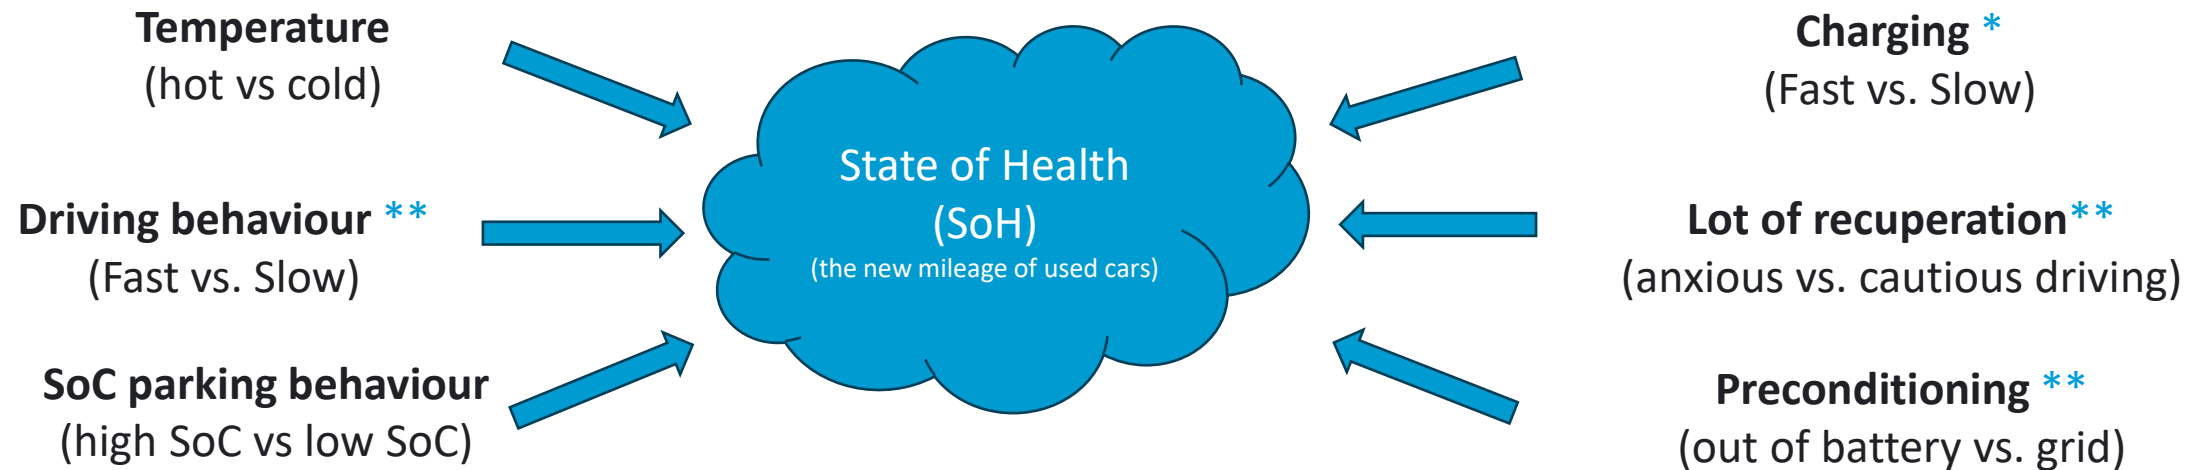 Temperature
(hot vs cold)
Driving behaviour **
(Fast vs. Slow)
SoC parking behaviour
(high SoC vs low SoC)
State of Health
(SoH)
(the new mileage of used cars)
Charging *
(Fast vs. Slow)
Lot of recuperation**
(anxious vs. cautious driving)
Preconditioning **
(out of battery vs. grid)